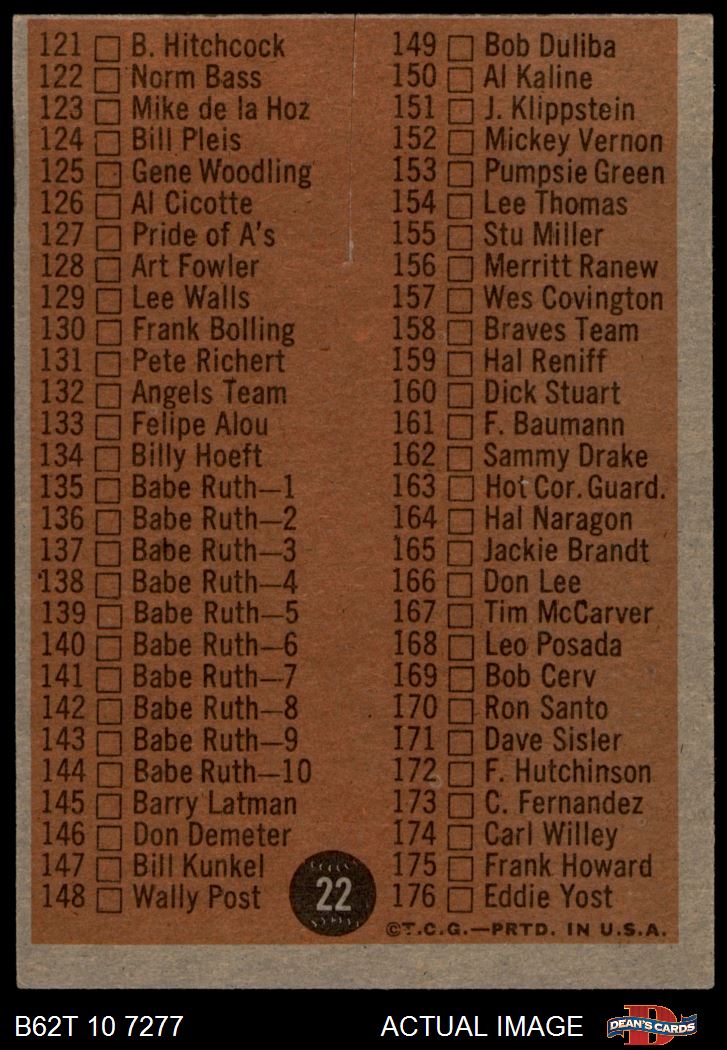 121 B. Hitchcock
122 Norm Bass
123 Mike de la Hoz
124 Bill Pleis
125 Gene Woodling
126 Al Cicotte
127 Pride of A's
128 Art Fowler
129 Lee Walls
130 Frank Bolling
131 Pete Richert
132 Angels Team
133 Felipe Alou
134 Billy Hoeft
135 Babe Ruth—1
136 Babe Ruth—2
137 Babe Ruth—3
138 Babe Ruth—4
139 Babe Ruth—5
140 Babe Ruth—6
141 Babe Ruth—7
142 Babe Ruth—8
143 Babe Ruth—9
144 Babe Ruth—10
145 Barry Latman
146 Don Demeter
147 Bill Kunkel
148 Wally Post
22
149 Bob Duliba
150 Al Kaline
151 J. Klippstein
152 Mickey Vernon
153 Pumpsie Green
154 Lee Thomas
155 Stu Miller
156 Merritt Ranew
157 Wes Covington
158 Braves Team
159 Hal Reniff
160 Dick Stuart
161 F. Baumann
162 Sammy Drake
163 Hot Cor. Guard.
164 Hal Naragon
165 Jackie Brandt
166 Don Lee
167 Tim McCarver
168 Leo Posada
169 Bob Cerv
170 Ron Santo
171 Dave Sisler
172 F. Hutchinson
173 C. Fernandez
174 Carl Willey
175 Frank Howard
176 Eddie Yost
©T.C.G.—PRTD. IN U.S.A.
B62T 10 7277
ACTUAL IMAGE
D
DEAN'S CARDS